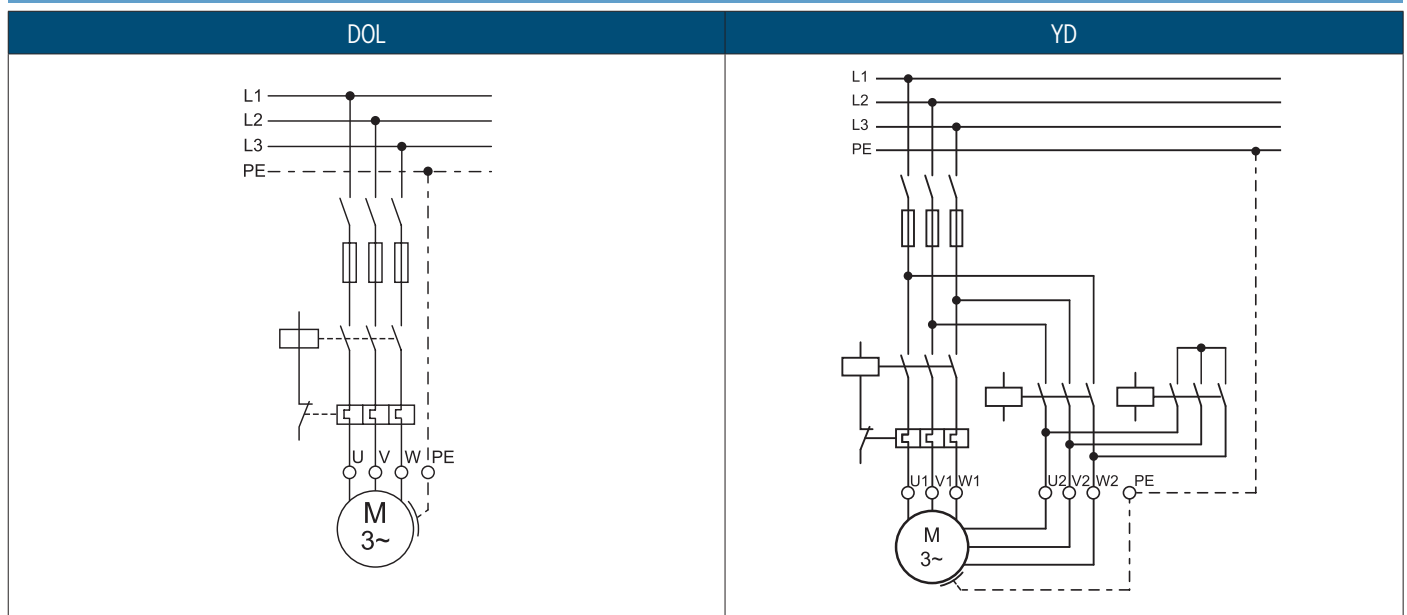 DOL
YD
L1
L2
L3
PE
U V W PE
M
3~
L1
L2
L3
PE
U1 V1 W1 U2 V2 W2 PE
M
3~